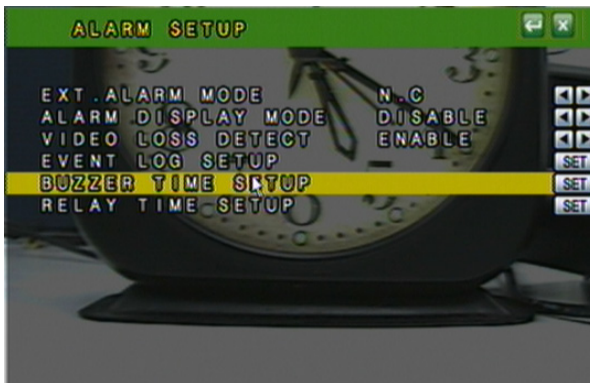 ALARM SETUP
EXT.ALARM MODE N.C
ALARM DISPLAY MODE DISABLE
VIDEO LOSS DETECT ENABLE
EVENT LOG SETUP SET
BUZZER TIME SETUP SET
RELAY TIME SETUP SET